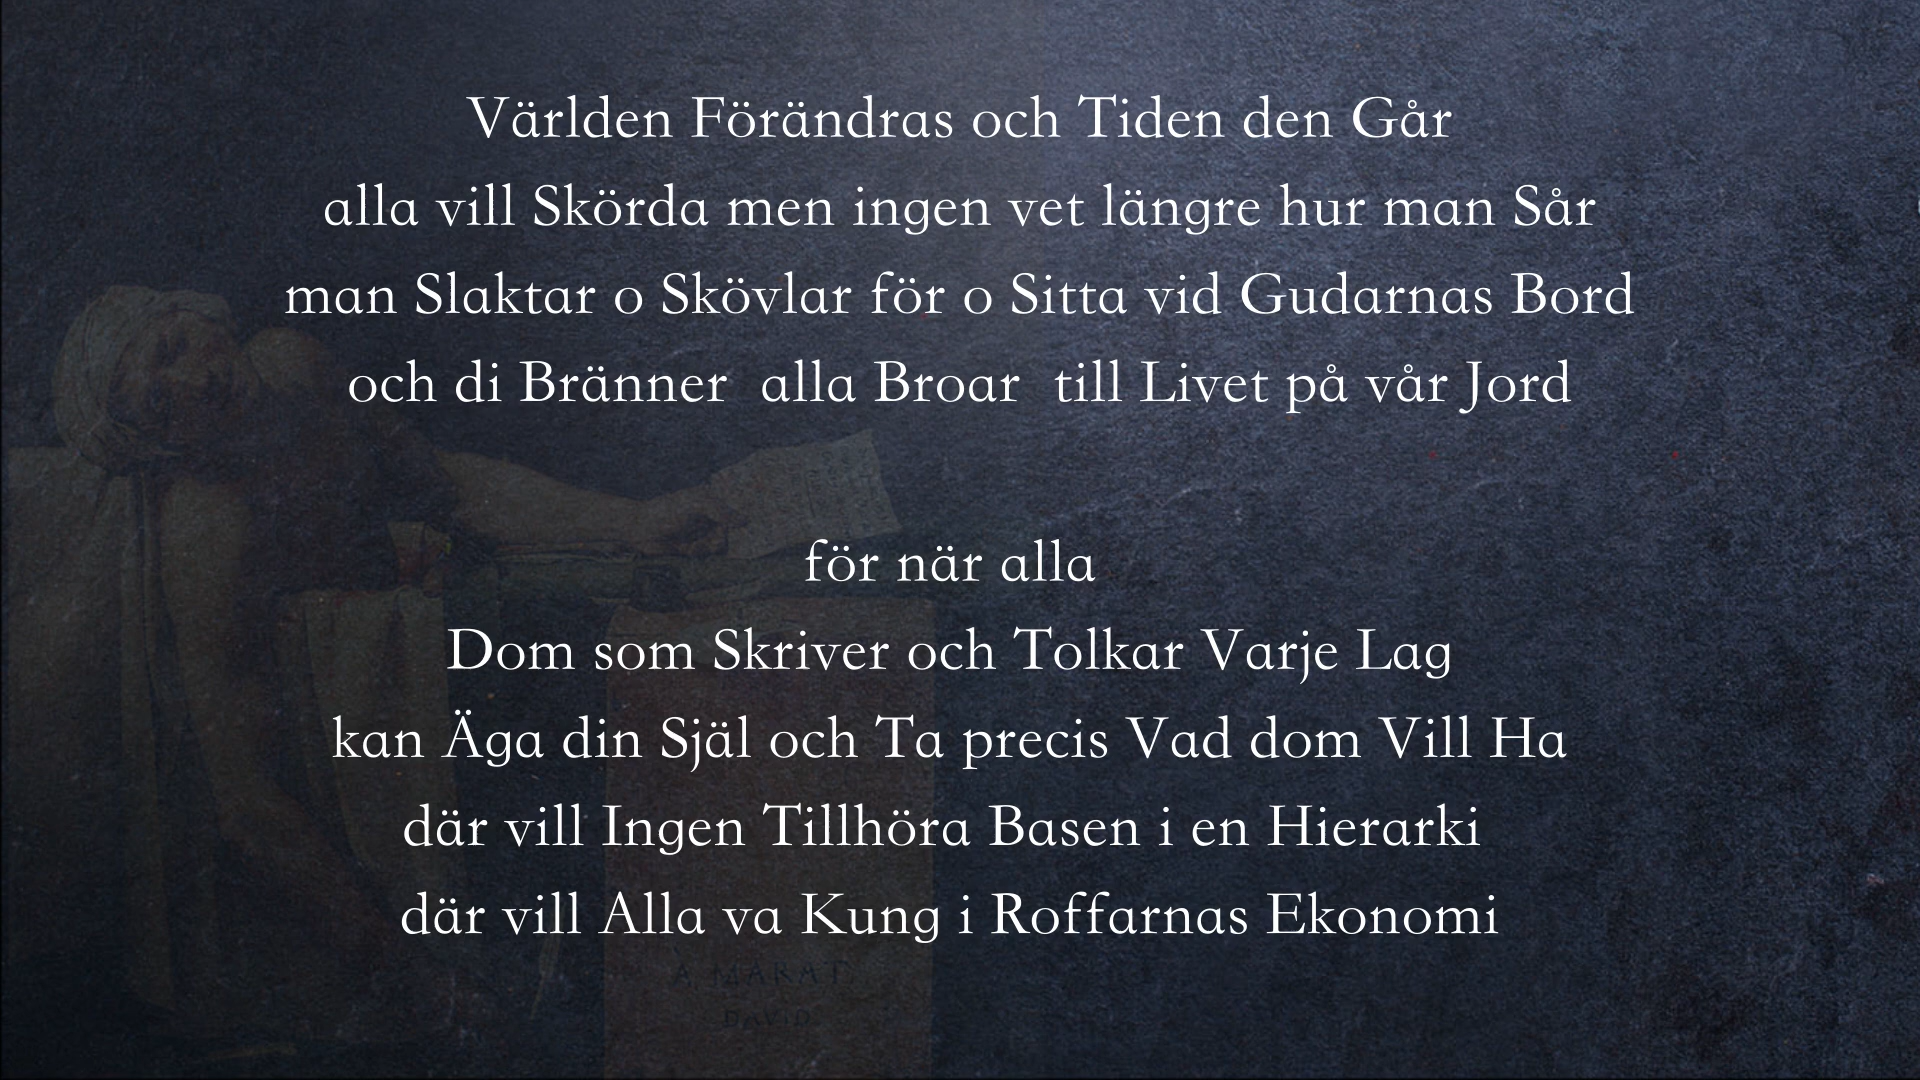 Världen Förändras och Tiden den Går
alla vill Skörda men ingen vet längre hur man Sår
man Slaktar o Skövlar för o Sitta vid Gudarnas Bord
och di Bränner  alla Broar  till Livet på vår Jord
för när alla
Dom som Skriver och Tolkar Varje Lag
kan Äga din Själ och Ta precis Vad dom Vill Ha
där vill Ingen Tillhöra Basen i en Hierarki
där vill Alla va Kung i Roffarnas Ekonomi
A MARAT
DAVID